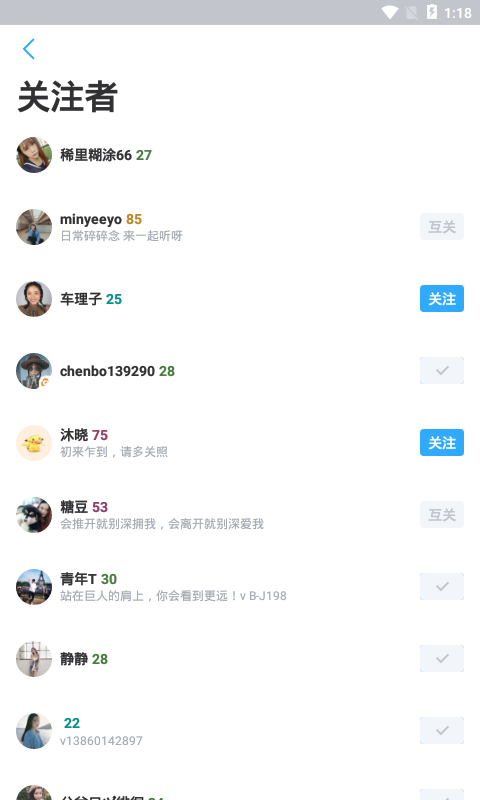 1:18
关注者
稀里糊涂66 27
minyeeyo 85
日常碎碎念 来一起听呀
互关
车理子 25
关注
chenbo139290 28
沐晓 75
初来乍到，请多关照
关注
糖豆 53
会推开就别深拥我，会离开就别深爱我
互关
青年T 30
站在巨人的肩上，你会看到更远！v B-J198
静静 28
22
v13860142897